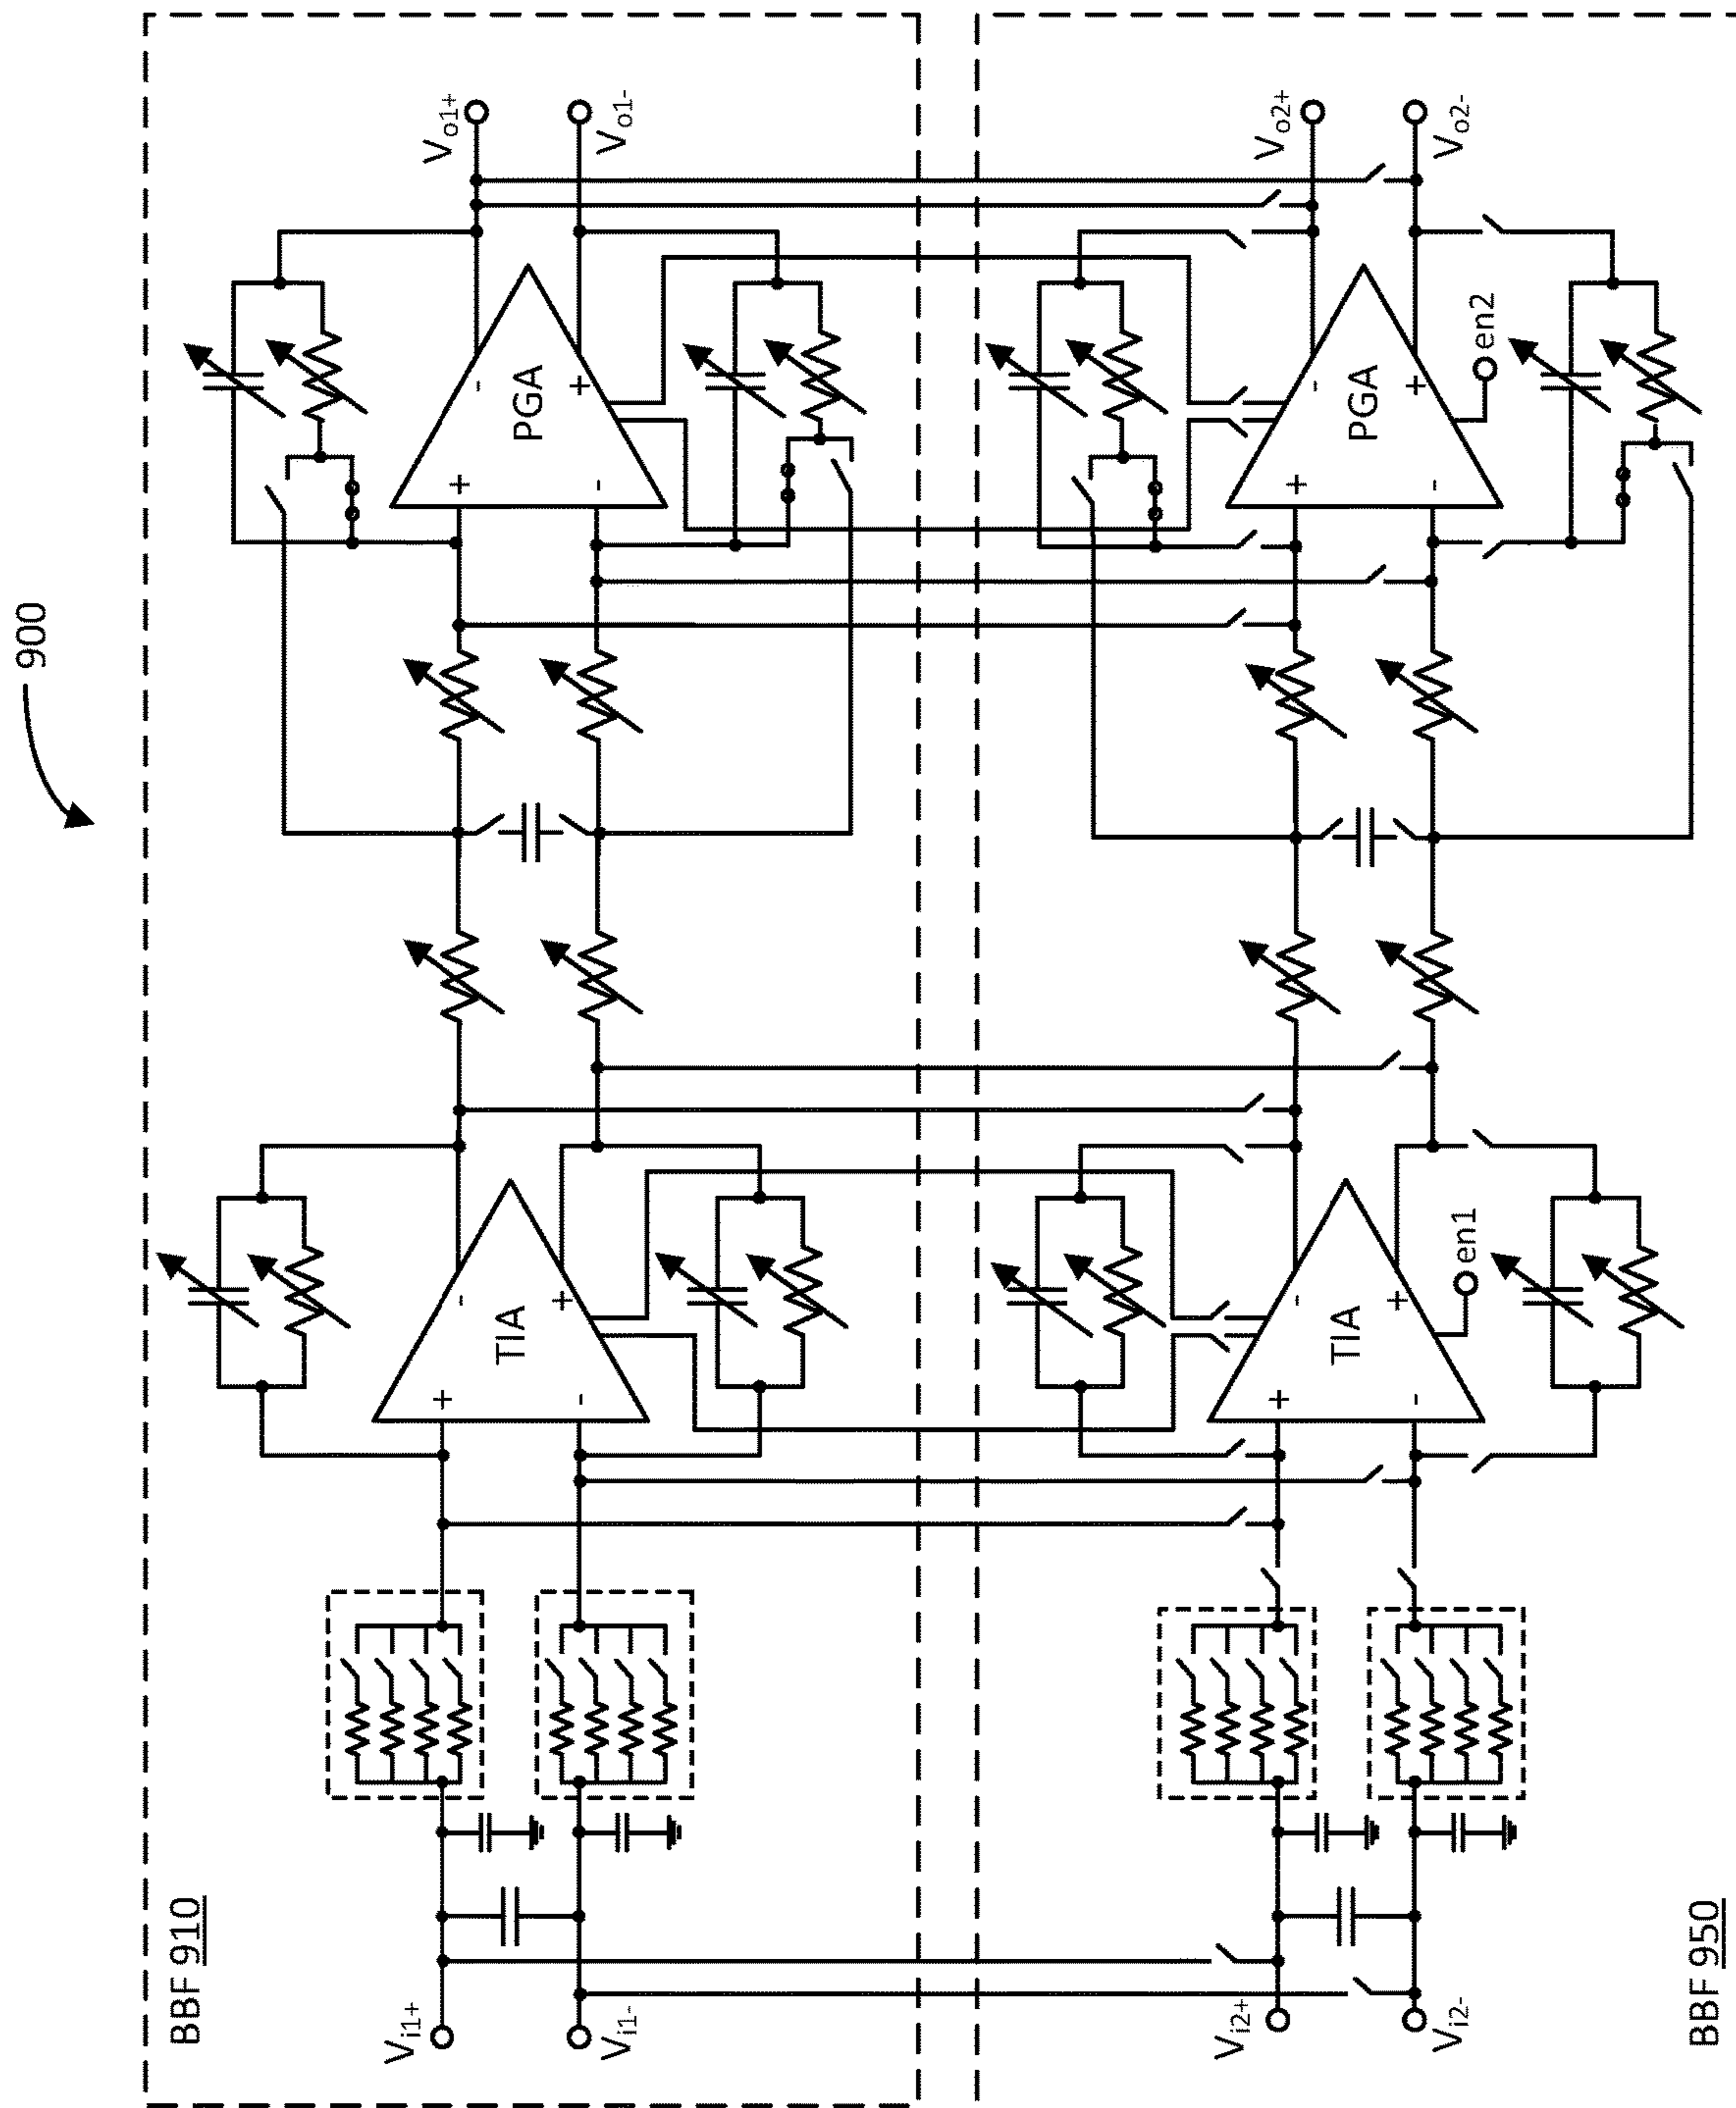 900
BBF 910
Vi1+
Vo1+
+
-
+
-
TIA
PGA
-
+
-
+
Vi1-
Vo1-
Vi2+
Vo2+
+
-
+
-
TIA
PGA
-
+
-
+
Vi2-
Vo2-
en1
en2
BBF 950